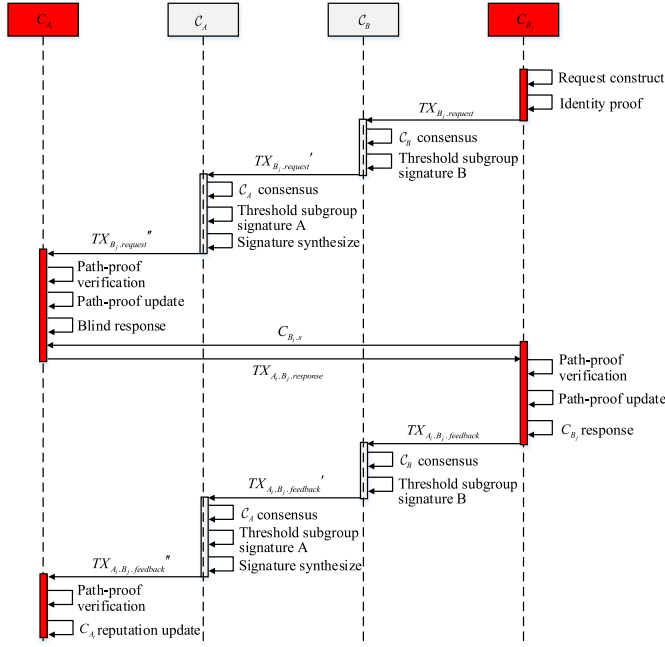 C_{A_i}
𝒞_A
𝒞_B
C_{B_j}
Request construct
Identity proof
TX_{B_j.request}
𝒞_B consensus
Threshold subgroup
signature B
TX_{B_j.request}′
𝒞_A consensus
Threshold subgroup
signature A
Signature synthesize
TX_{B_j.request}″
Path-proof
verification
Path-proof update
Blind response
C_{B_i.s}
TX_{A_i.B_j.response}
Path-proof
verification
Path-proof update
C_{B_j} response
TX_{A_i.B_j.feedback}
𝒞_B consensus
Threshold subgroup
signature B
TX_{A_i.B_j.feedback}′
𝒞_A consensus
Threshold subgroup
signature A
Signature synthesize
TX_{A_i.B_j.feedback}″
Path-proof
verification
C_{A_i} reputation update